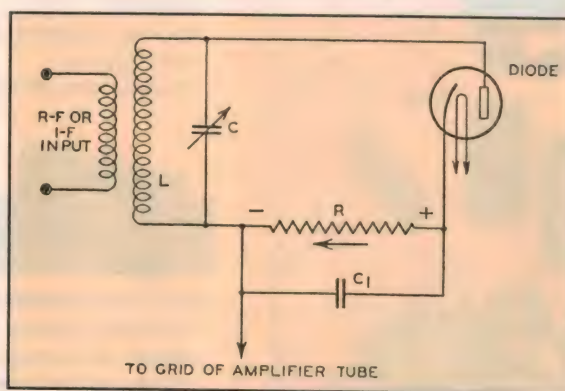 DIODE
R-F OR
I-F
INPUT
L
C
R
−
+
C1
TO GRID OF AMPLIFIER TUBE